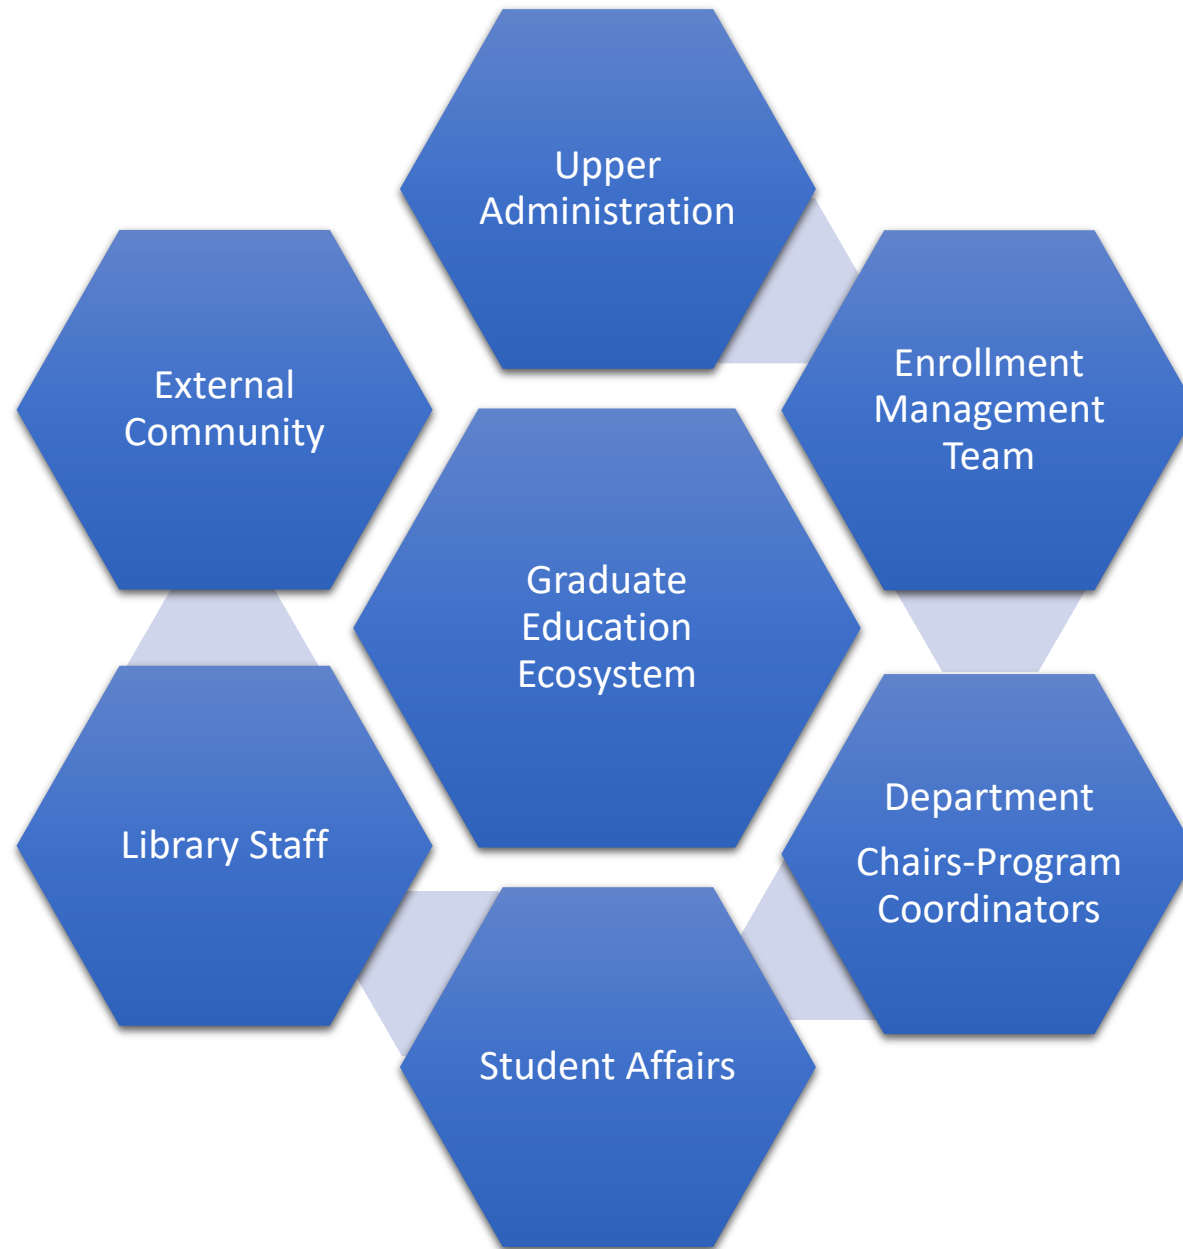 Upper
Administration
External
Community
Enrollment
Management
Team
Graduate
Education
Ecosystem
Library Staff
Department
Chairs-Program
Coordinators
Student Affairs